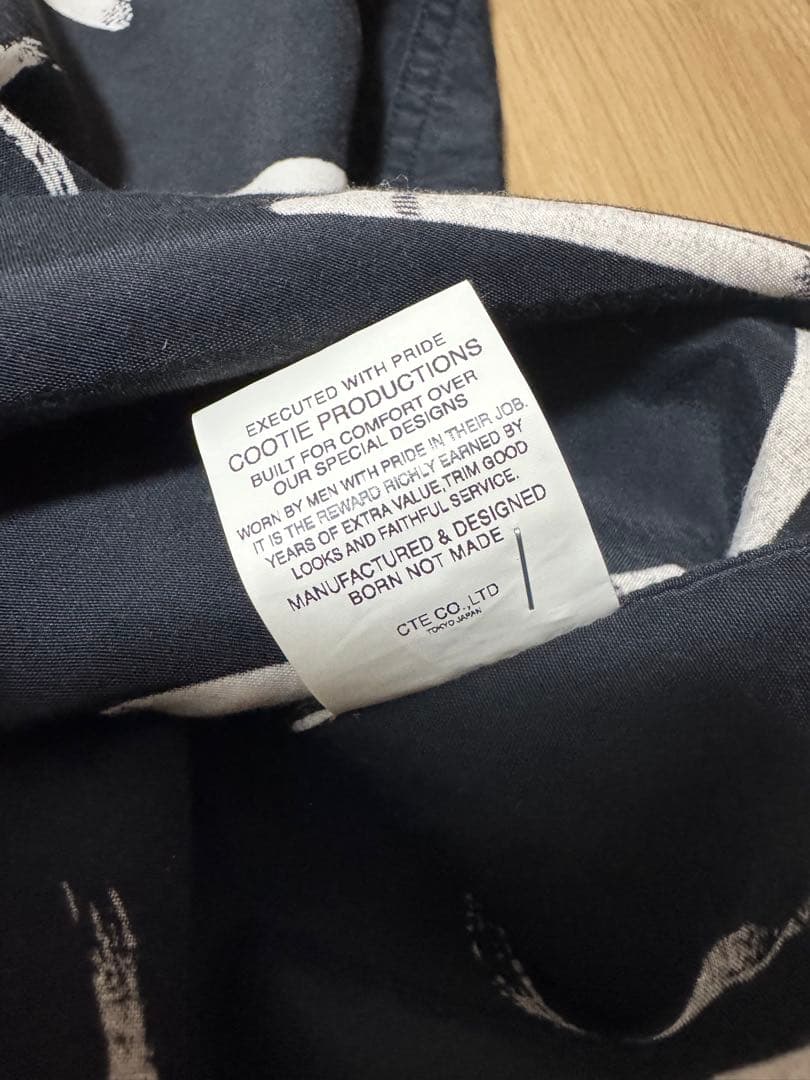 EXECUTED WITH PRIDE
COOTIE PRODUCTIONS
BUILT FOR COMFORT OVER
OUR SPECIAL DESIGNS
WORN BY MEN WITH PRIDE IN THEIR JOB.
IT IS THE REWARD RICHLY EARNED BY
YEARS OF EXTRA VALUE,TRIM GOOD
LOOKS AND FAITHFUL SERVICE.
MANUFACTURED & DESIGNED
BORN NOT MADE
CTE CO.,LTD
TOKYO JAPAN